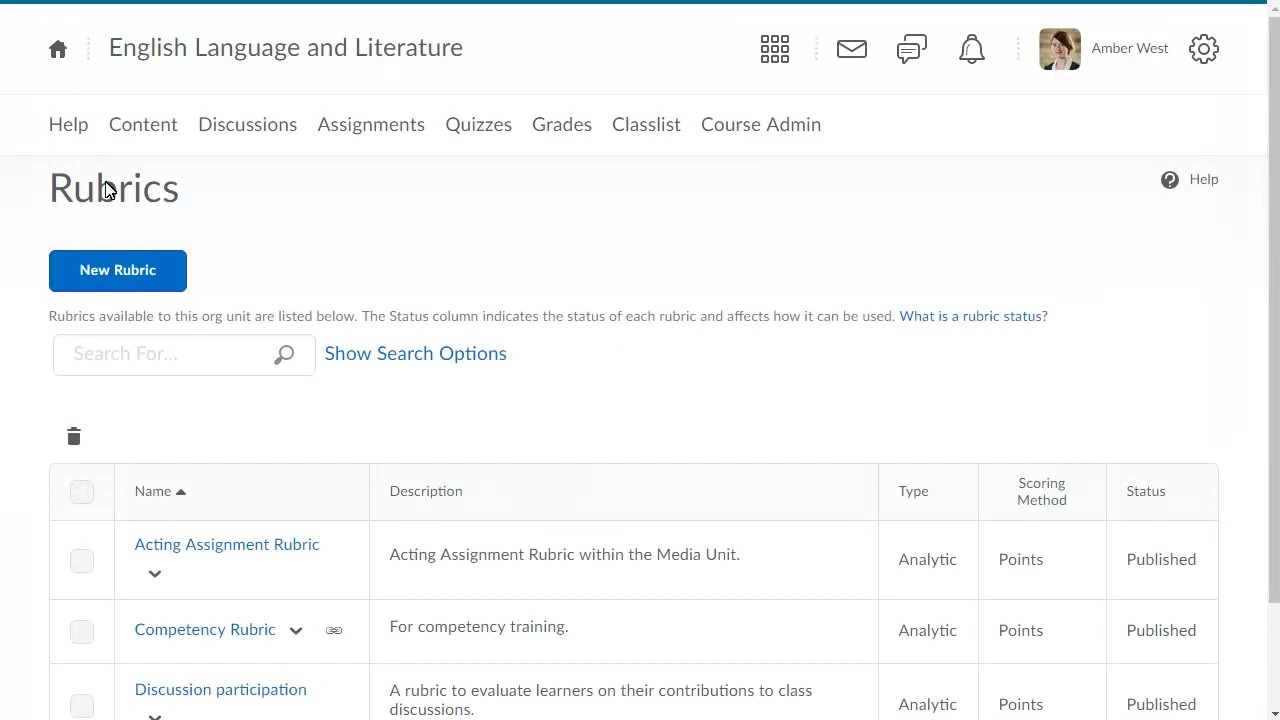 English Language and Literature
Amber West
Help Content Discussions Assignments Quizzes Grades Classlist Course Admin
Rubrics
Help
New Rubric
Rubrics available to this org unit are listed below. The Status column indicates the status of each rubric and affects how it can be used. What is a rubric status?
Search For... Show Search Options
Name Description Type Scoring Method Status
Acting Assignment Rubric Acting Assignment Rubric within the Media Unit. Analytic Points Published
Competency Rubric For competency training. Analytic Points Published
Discussion participation A rubric to evaluate learners on their contributions to class
discussions. Analytic Points Published